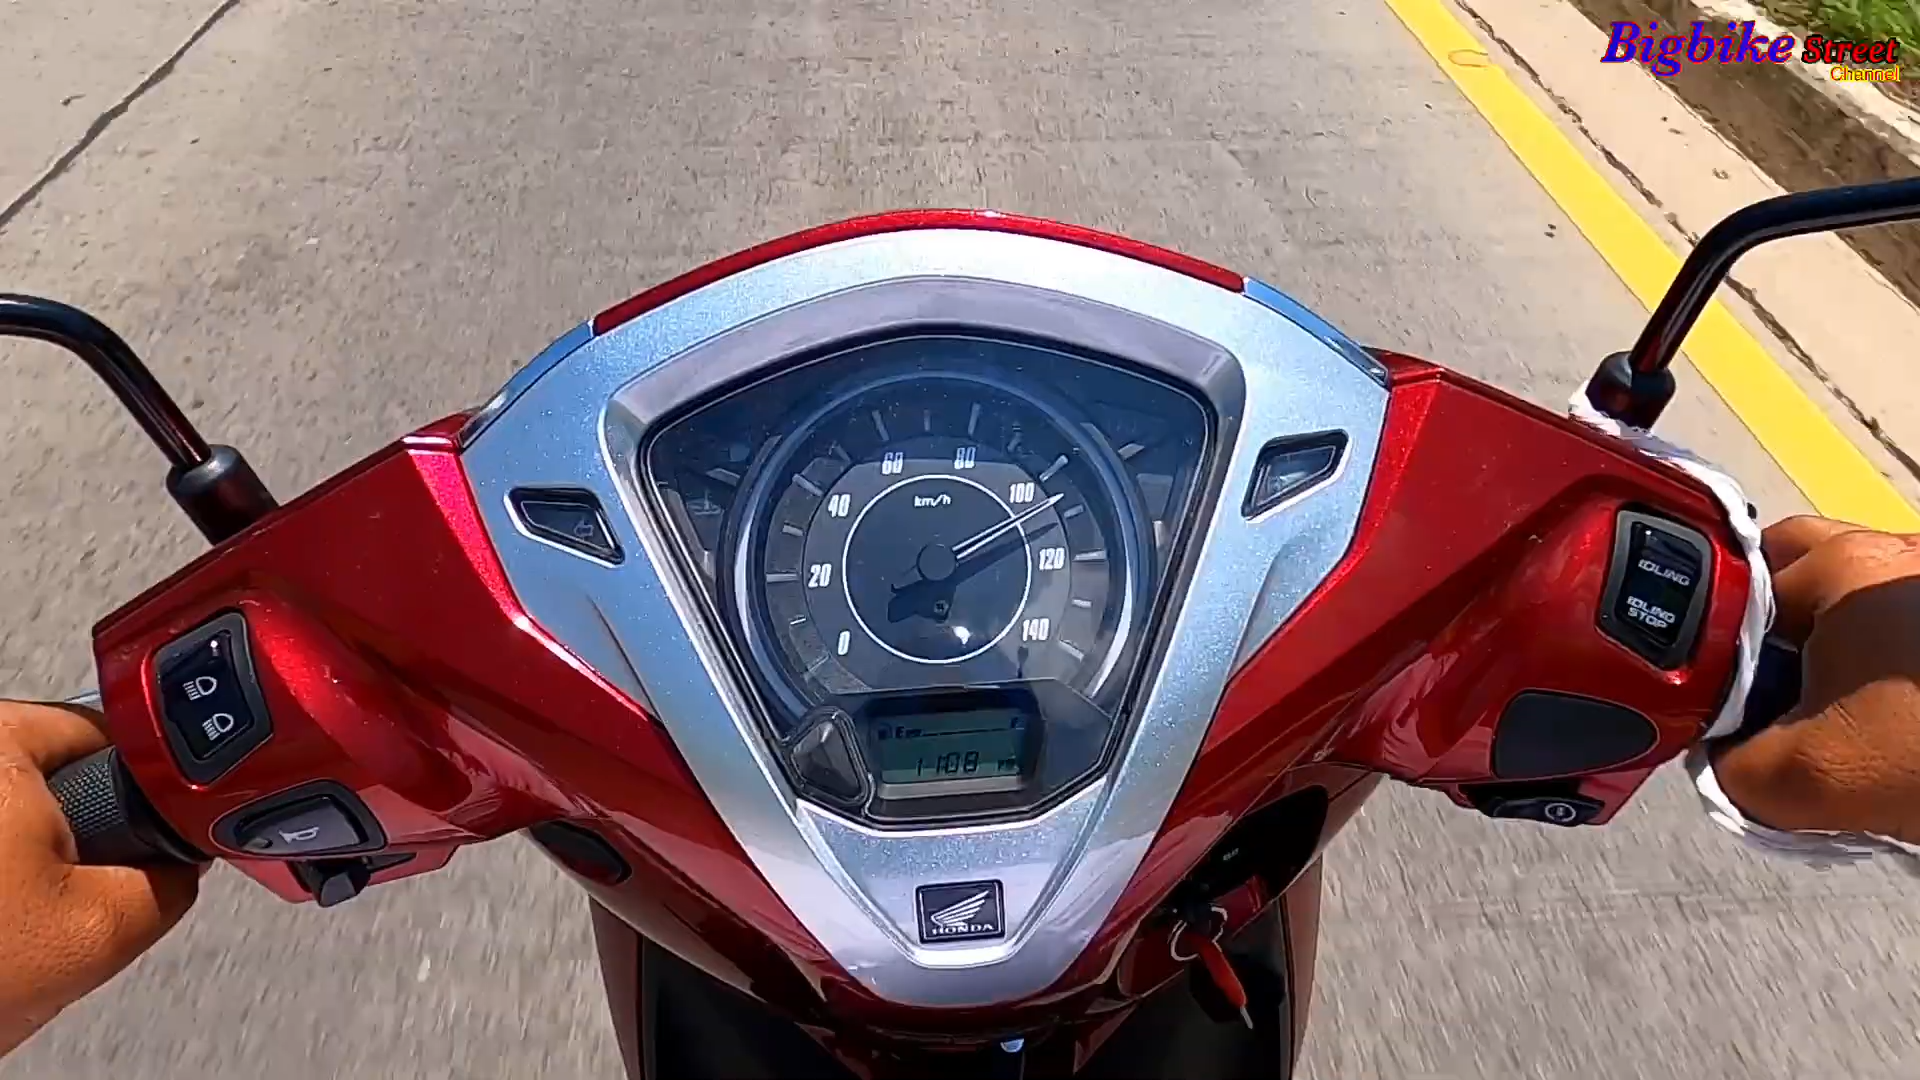 Bigbike Street
Channel
60 80
km/h
40 100
20 120
0 140
IDLING
IDLING
STOP
E F
1108
HONDA